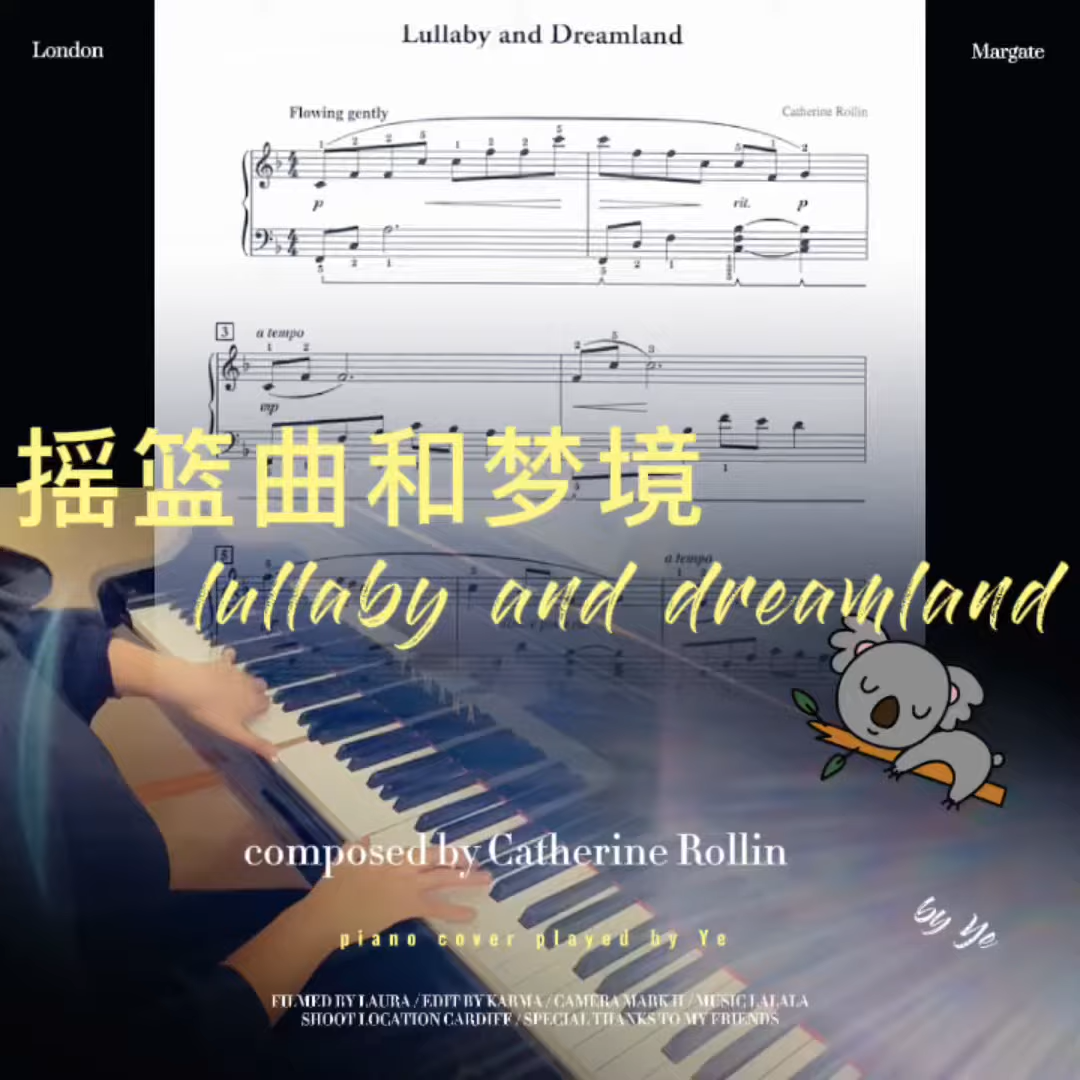 London
Lullaby and Dreamland
Margate
Flowing gently
Catherine Rollin
p
rit.
p
3
a tempo
mp
摇篮曲和梦境
5
a tempo
lullaby and dreamland
composed by Catherine Rollin
by Ye
piano cover played by Ye
FILMED BY LAURA / EDIT BY KARMA / CAMERA MARK II / MUSIC LALALA
SHOOT LOCATION CARDIFF / SPECIAL THANKS TO MY FRIENDS